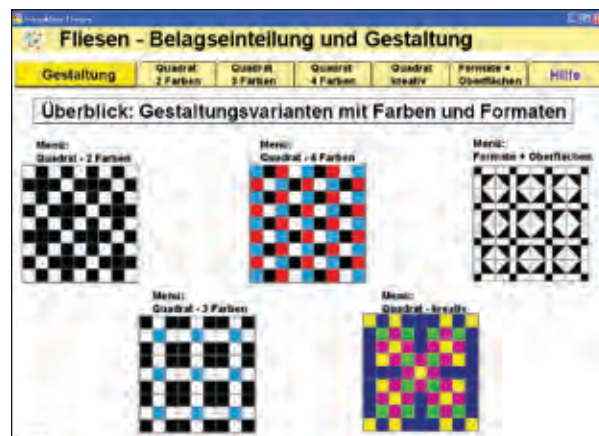 Fliesen - Belagseinteilung und Gestaltung
Gestaltung
Quadrat
2 Farben
Quadrat
3 Farben
Quadrat
4 Farben
Quadrat
kreativ
Formate +
Oberflächen
Hilfe
Überblick: Gestaltungsvarianten mit Farben und Formaten
Menü:
Quadrat - 2 Farben
Menü:
Quadrat - 4 Farben
Menü:
Formate + Oberflächen
Menü:
Quadrat - 3 Farben
Menü:
Quadrat - kreativ